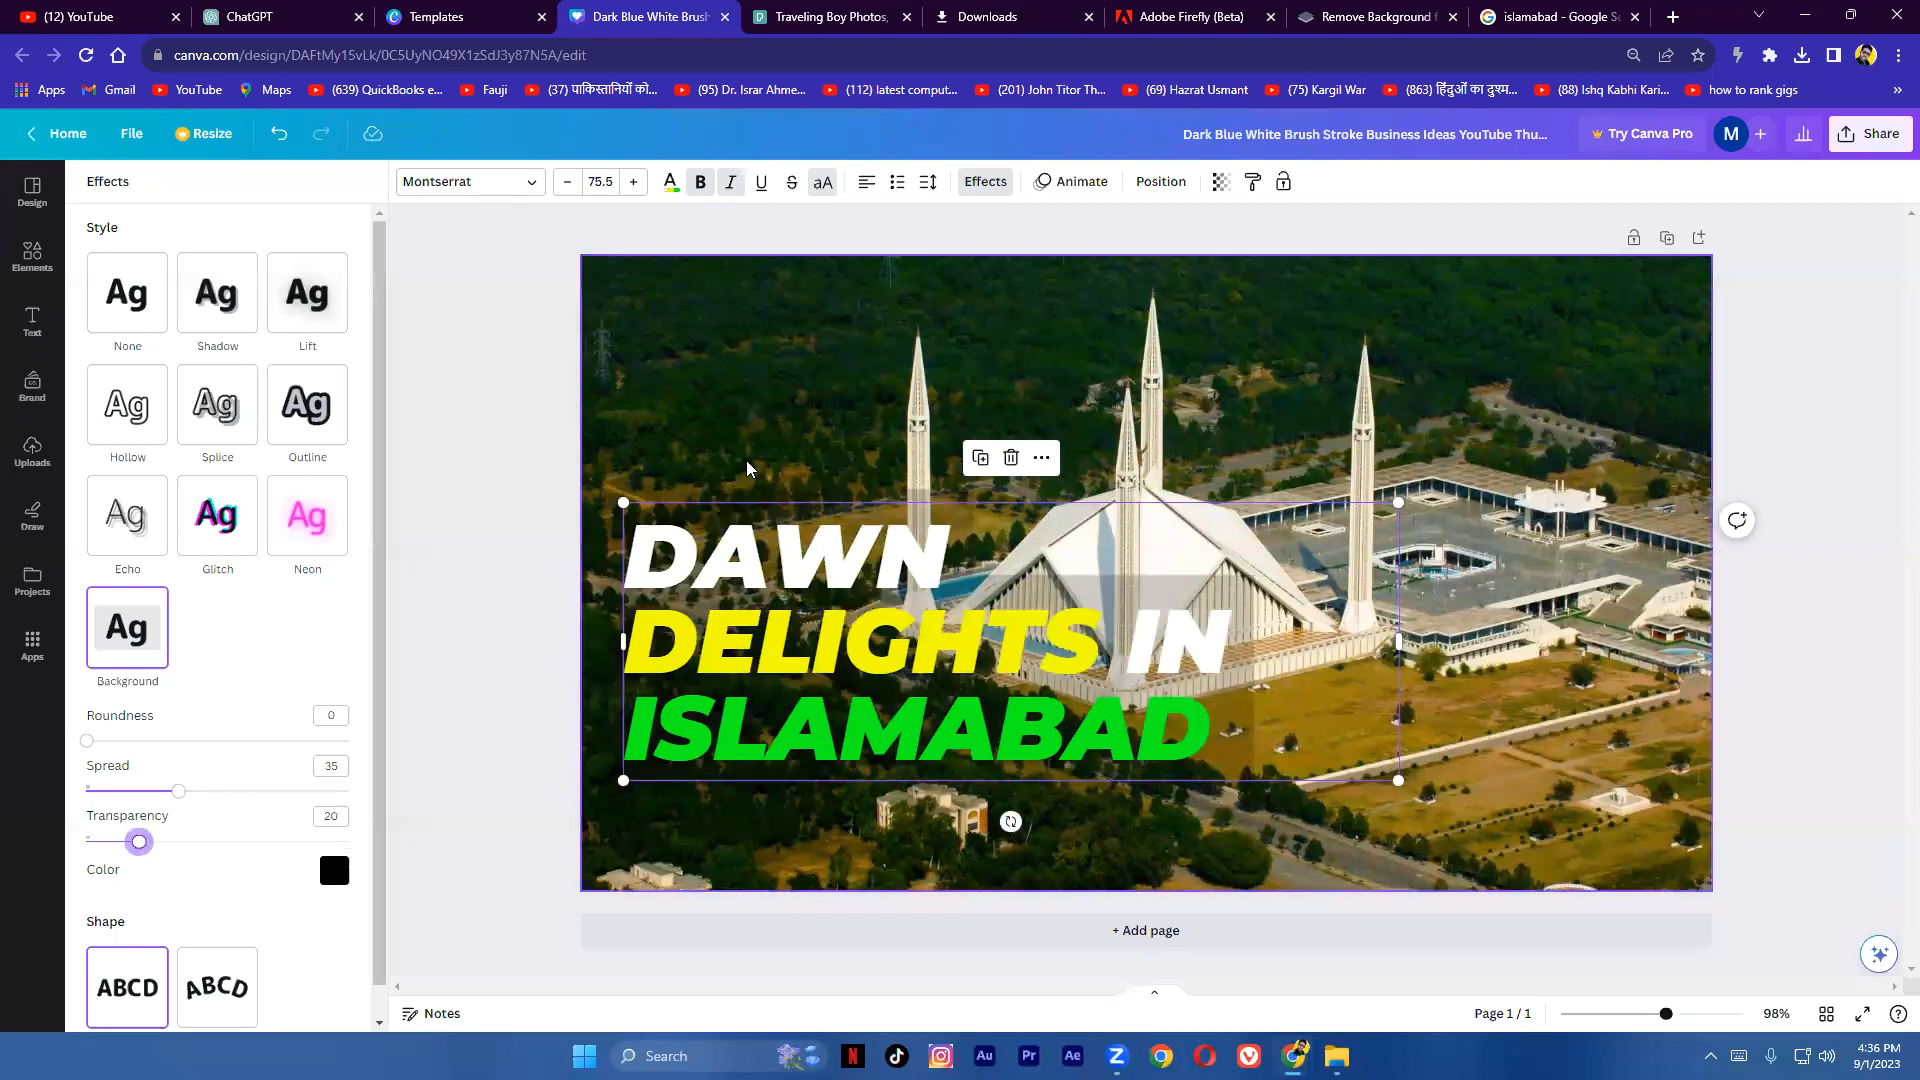 (12) YouTube
ChatGPT
Templates
Dark Blue White Brush
Traveling Boy Photos,
Downloads
Adobe Firefly (Beta)
Remove Background f
islamabad - Google Se
canva.com/design/DAFtMy15vLk/0C5UyNO49X1zSdJ3y87N5A/edit
Apps
Gmail
YouTube
Maps
(639) QuickBooks e...
Fauji
(37) पाकिस्तानियों को...
(95) Dr. Israr Ahme...
(112) latest comput...
(201) John Titor Th...
(69) Hazrat Usmant
(75) Kargil War
(863) हिंदुओं का दुश्म...
(88) Ishq Kabhi Kari...
how to rank gigs
Home
File
Resize
Dark Blue White Brush Stroke Business Ideas YouTube Thu...
Try Canva Pro
M
Share
Effects
Montserrat
75.5
A
B
I
U
S
aA
Effects
Animate
Position
Design
Elements
Text
Brand
Uploads
Draw
Projects
Apps
Style
Ag
Ag
Ag
None
Shadow
Lift
Ag
Ag
Ag
Hollow
Splice
Outline
Ag
Ag
Ag
Echo
Glitch
Neon
Ag
Background
Roundness
0
Spread
35
Transparency
20
Color
Shape
ABCD
ABCD
DAWN
DELIGHTS IN
ISLAMABAD
+ Add page
Notes
Page 1 / 1
98%
Search
N
Au
Pr
Ae
Z
4:36 PM
9/1/2023